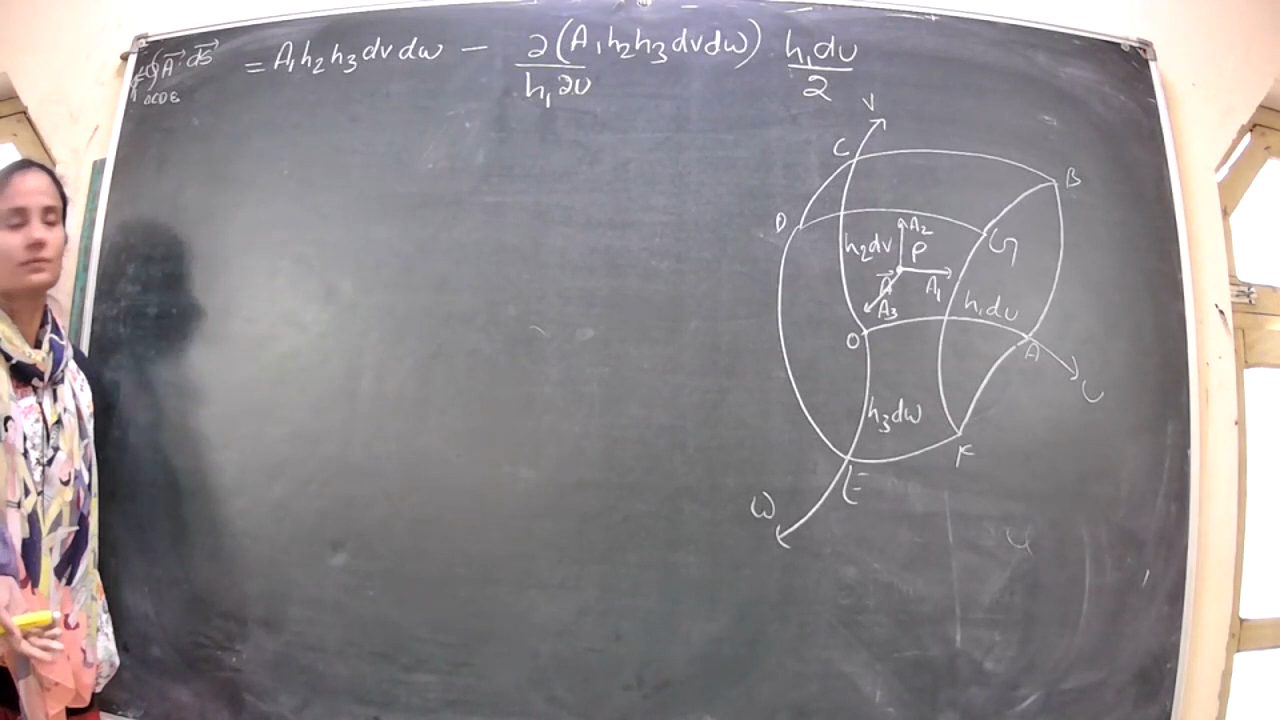 ∮A⃗·dS⃗ = A₁h₂h₃dvdw − ∂(A₁h₂h₃dvdw)/h₁∂u h₁du/2
OCDE
V
C
B
D
A₂
h₂dv
P
G
A⃗
A₁
A₃
h₁du
O
A
U
h₃dw
F
E
W
u